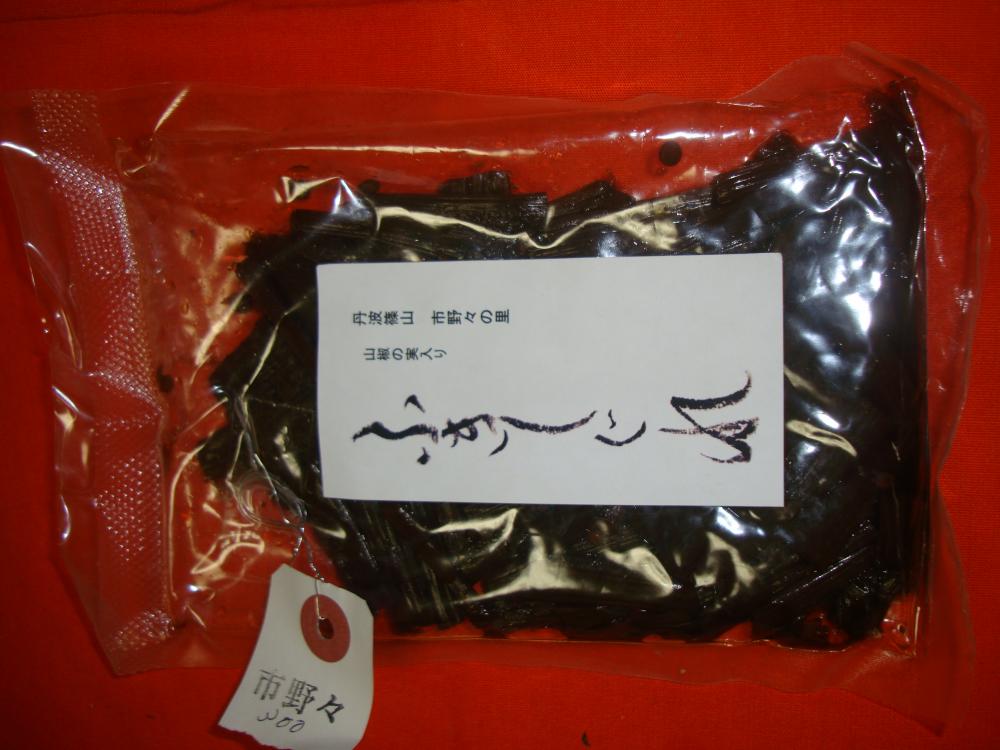 丹波篠山 市野々の里
山椒の実入り
市野々
300